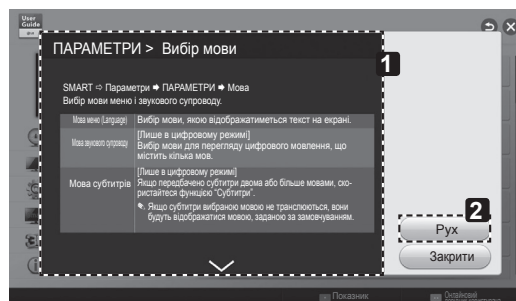 User
Guide
ПАРАМЕТРИ > Вибір мови
1
SMART ⇨ Параметри ➡ ПАРАМЕТРИ ➡ Мова
Вибір мови меню і звукового супроводу.
Мова меню (Language) Вибір мови, якою відображатиметься текст на екрані.
Мова звукового супроводу [Лише в цифровому режимі]
Вибір мови для перегляду цифрового мовлення, що
містить кілька мов.
Мова субтитрів [Лише в цифровому режимі]
Якщо передбачено субтитри двома або більше мовами, ско-
ристайтеся функцією "Субтитри".
Якщо субтитри вибраною мовою не транслюються, вони
будуть відображатися мовою, заданою за замовчуванням.
2
Рух
Закрити
Показник
Онлайновий